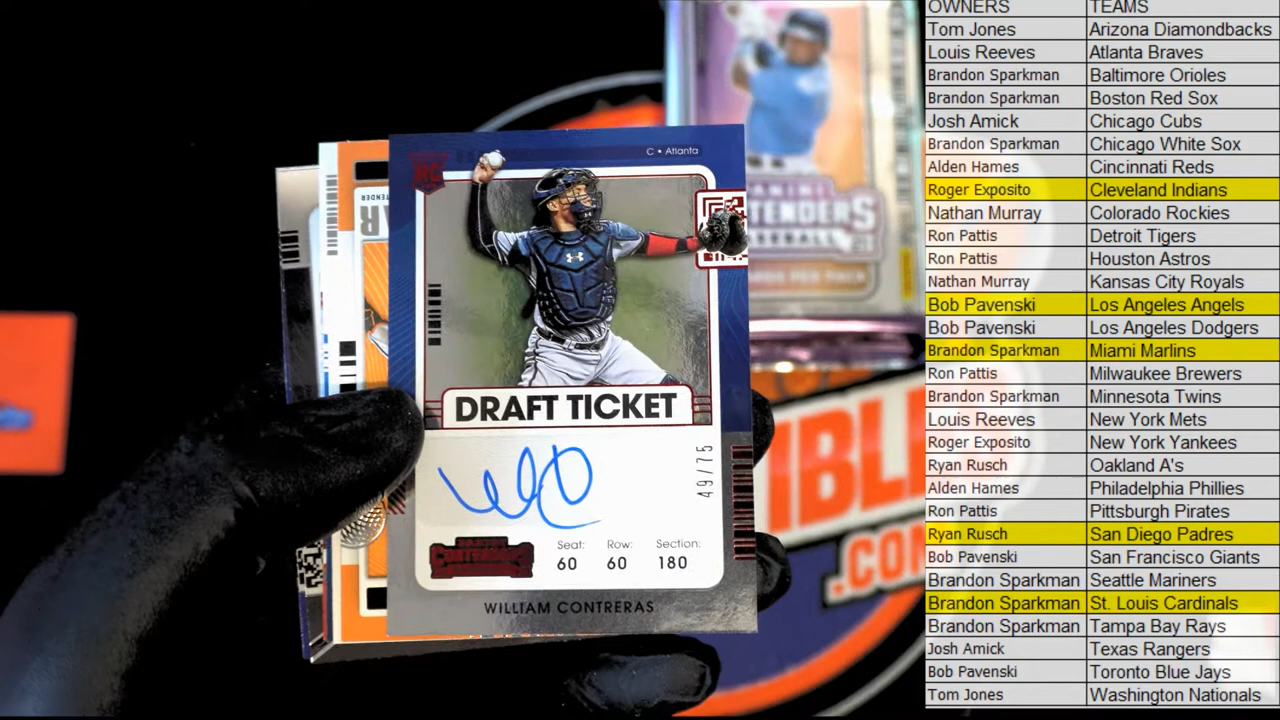 C • Atlanta
RC
DRAFT TICKET
49/75
Seat: Row: Section:
60 60 180
PANINI
CONTENDERS
WILLIAM CONTRERAS
IBLE
.COM
OWNERS TEAMS
Tom Jones Arizona Diamondbacks
Louis Reeves Atlanta Braves
Brandon Sparkman Baltimore Orioles
Brandon Sparkman Boston Red Sox
Josh Amick Chicago Cubs
Brandon Sparkman Chicago White Sox
Alden Hames Cincinnati Reds
Roger Exposito Cleveland Indians
Nathan Murray Colorado Rockies
Ron Pattis Detroit Tigers
Ron Pattis Houston Astros
Nathan Murray Kansas City Royals
Bob Pavenski Los Angeles Angels
Bob Pavenski Los Angeles Dodgers
Brandon Sparkman Miami Marlins
Ron Pattis Milwaukee Brewers
Brandon Sparkman Minnesota Twins
Louis Reeves New York Mets
Roger Exposito New York Yankees
Ryan Rusch Oakland A's
Alden Hames Philadelphia Phillies
Ron Pattis Pittsburgh Pirates
Ryan Rusch San Diego Padres
Bob Pavenski San Francisco Giants
Brandon Sparkman Seattle Mariners
Brandon Sparkman St. Louis Cardinals
Brandon Sparkman Tampa Bay Rays
Josh Amick Texas Rangers
Bob Pavenski Toronto Blue Jays
Tom Jones Washington Nationals